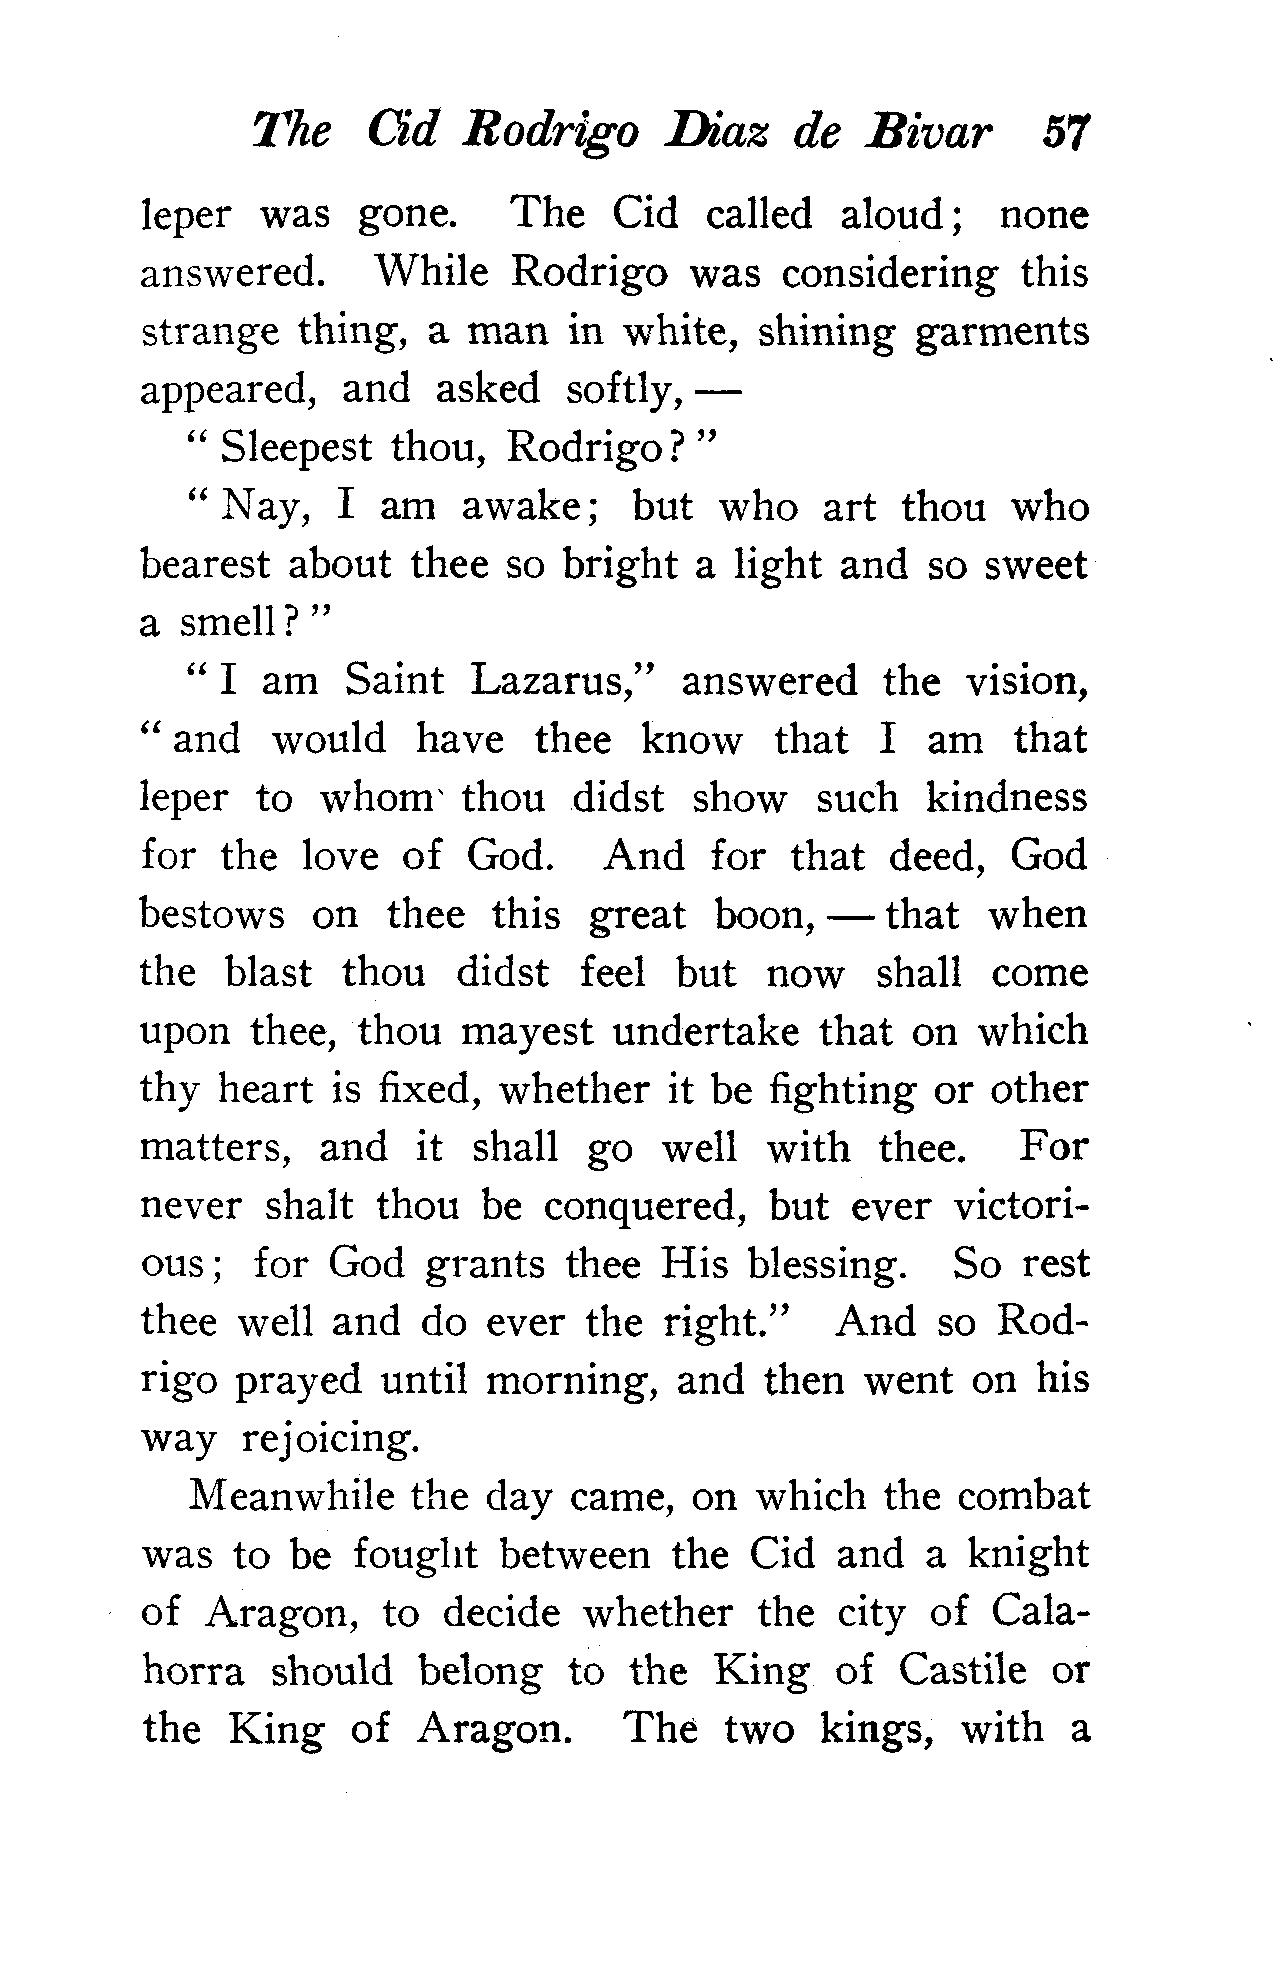 The Cid Rodrigo Diaz de Bivar 57
leper was gone. The Cid called aloud; none
answered. While Rodrigo was considering this
strange thing, a man in white, shining garments
appeared, and asked softly, —
“ Sleepest thou, Rodrigo? ”
“ Nay, I am awake; but who art thou who
bearest about thee so bright a light and so sweet
a smell? ”
“ I am Saint Lazarus,” answered the vision,
“ and would have thee know that I am that
leper to whom thou didst show such kindness
for the love of God. And for that deed, God
bestows on thee this great boon, — that when
the blast thou didst feel but now shall come
upon thee, thou mayest undertake that on which
thy heart is fixed, whether it be fighting or other
matters, and it shall go well with thee. For
never shalt thou be conquered, but ever victori-
ous; for God grants thee His blessing. So rest
thee well and do ever the right.” And so Rod-
rigo prayed until morning, and then went on his
way rejoicing.
Meanwhile the day came, on which the combat
was to be fought between the Cid and a knight
of Aragon, to decide whether the city of Cala-
horra should belong to the King of Castile or
the King of Aragon. The two kings, with a